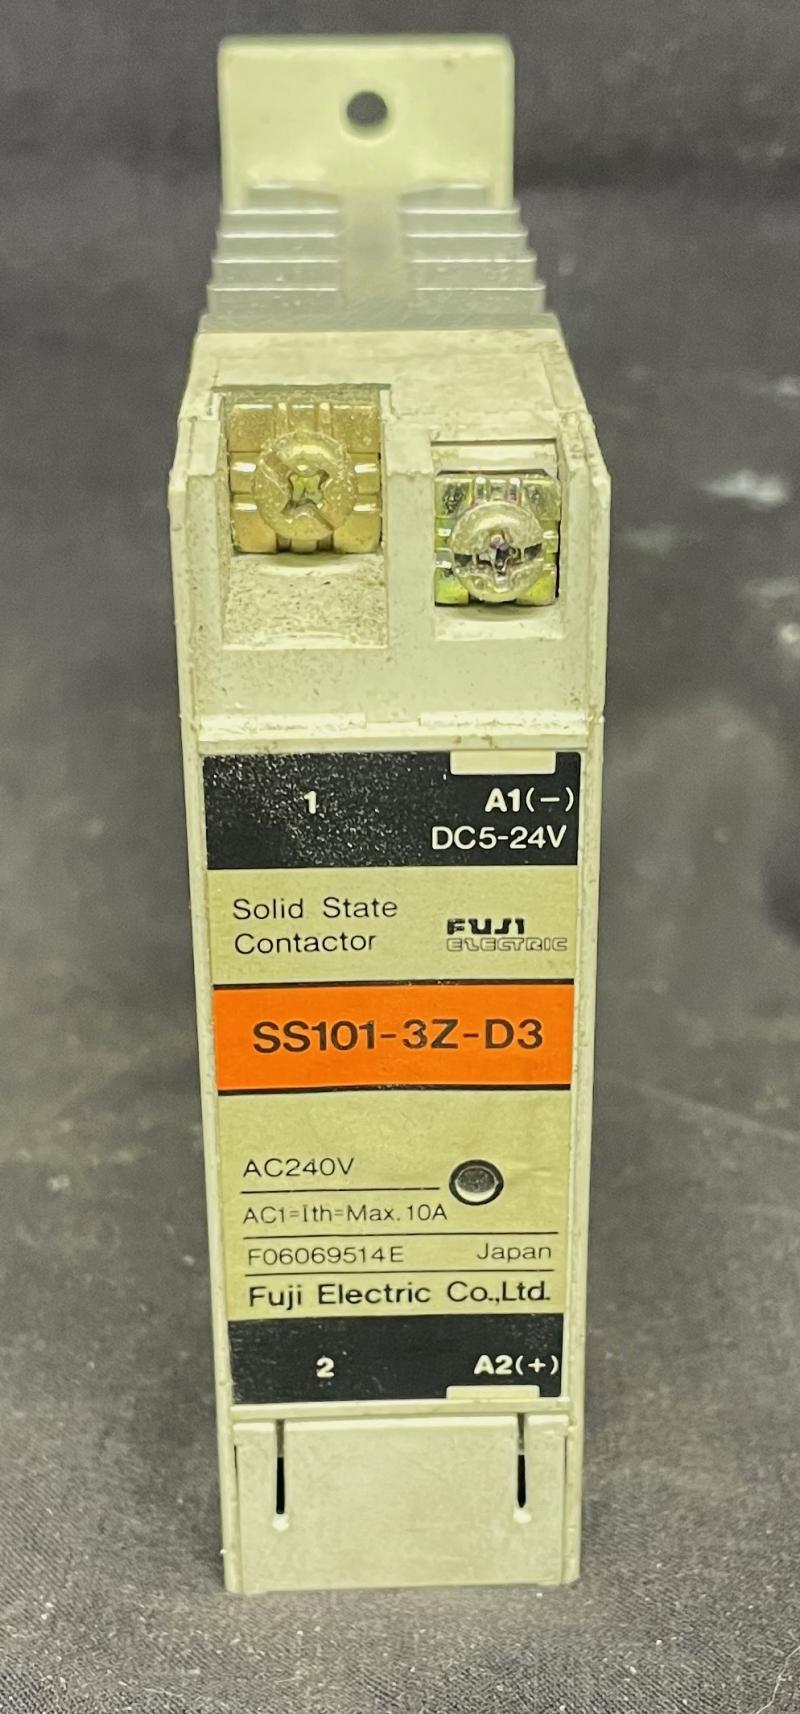 1
A1(−)
DC5-24V
Solid State
Contactor
FUJI
ELECTRIC
SS101-3Z-D3
AC240V
AC1=Ith=Max.10A
F06069514E Japan
Fuji Electric Co.,Ltd.
2 A2(+)